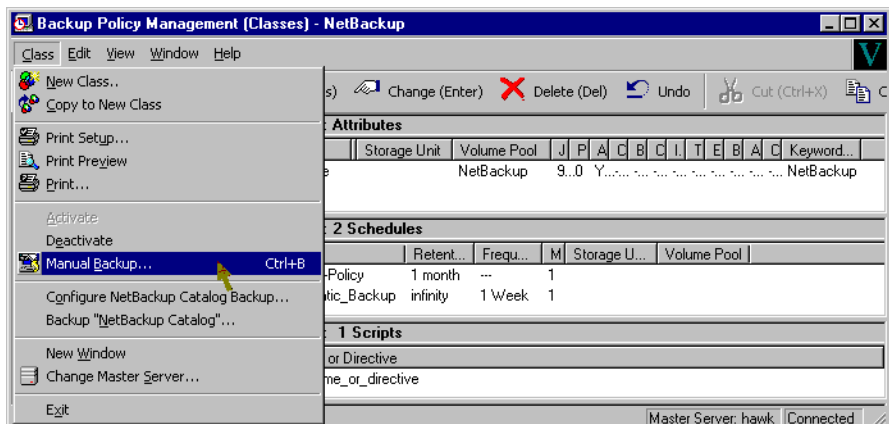 Backup Policy Management (Classes) - NetBackup
Class Edit View Window Help
New Class..
Copy to New Class
Print Setup...
Print Preview
Print...
Activate
Deactivate
Manual Backup... Ctrl+B
Configure NetBackup Catalog Backup...
Backup "NetBackup Catalog"...
New Window
Change Master Server...
Exit
s) Change (Enter) Delete (Del) Undo Cut (Ctrl+X) C
: Attributes
Storage Unit Volume Pool J P A C B C I. T E B A C Keyword...
e NetBackup 9...0 Y...-... -... -... -... -... -... -... -... NetBackup
: 2 Schedules
Retent... Frequ... M Storage U... Volume Pool
-Policy 1 month --- 1
tic_Backup infinity 1 Week 1
: 1 Scripts
or Directive
me_or_directive
Master Server: hawk Connected